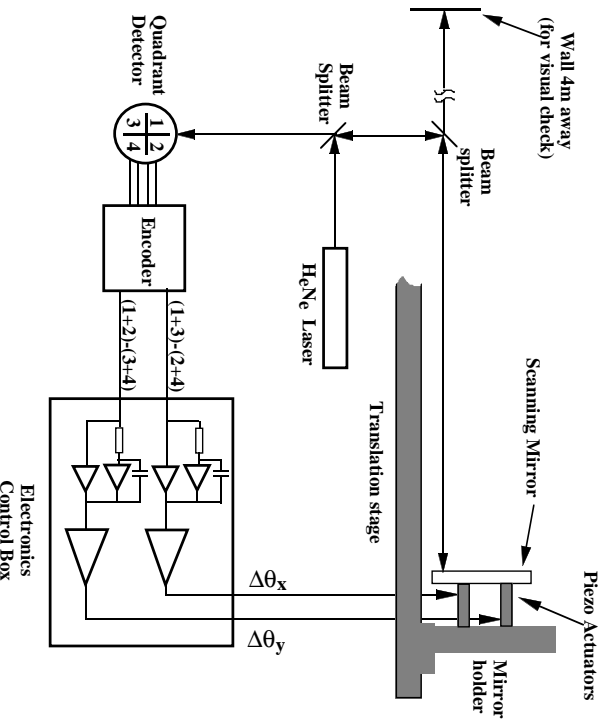 Wall 4m away
(for visual check)
Quadrant
Detector
Beam
Splitter
Beam
splitter
1
2
3
4
Encoder
HeNe Laser
(1+3)-(2+4)
(1+2)-(3+4)
Translation stage
Scanning Mirror
Piezo Actuators
Mirror
holder
Δθx
Δθy
Electronics
Control Box